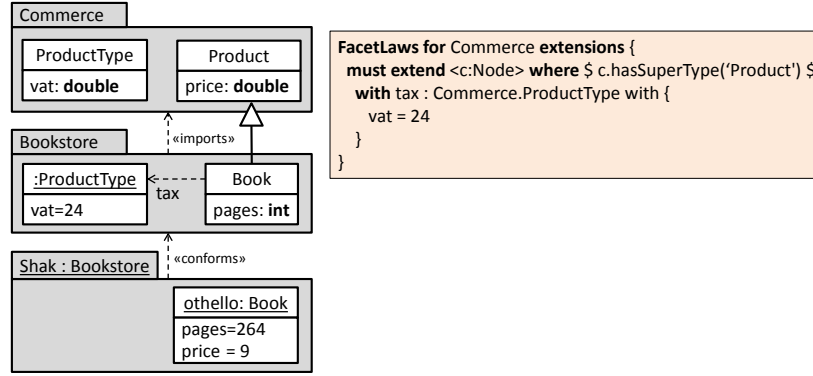 Commerce
ProductType
vat: double
Product
price: double
«imports»
Bookstore
:ProductType
vat=24
tax
Book
pages: int
«conforms»
Shak : Bookstore
othello: Book
pages=264
price = 9
FacetLaws for Commerce extensions {
must extend <c:Node> where $ c.hasSuperType(‘Product') $
with tax : Commerce.ProductType with {
vat = 24
}
}